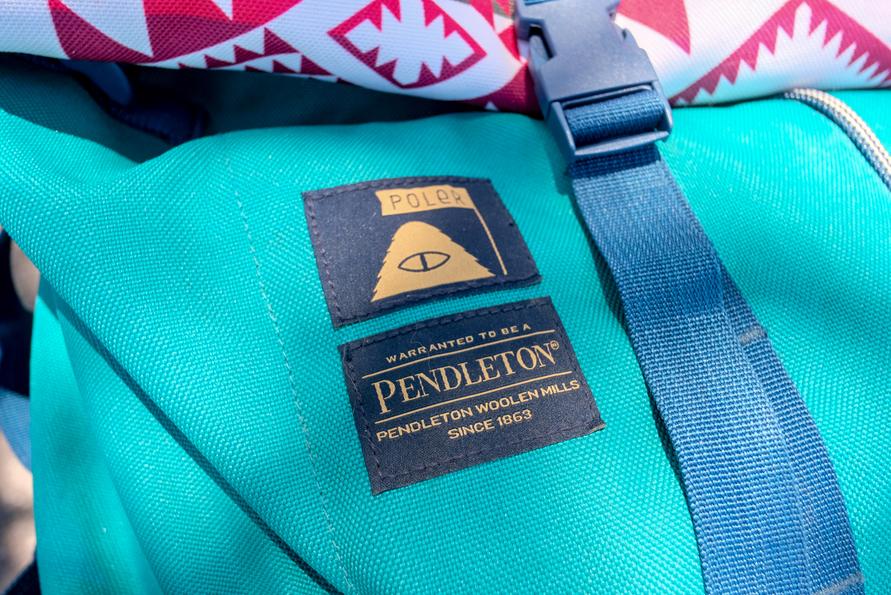 POLeR
WARRANTED TO BE A
PENDLETON®
PENDLETON WOOLEN MILLS
SINCE 1863